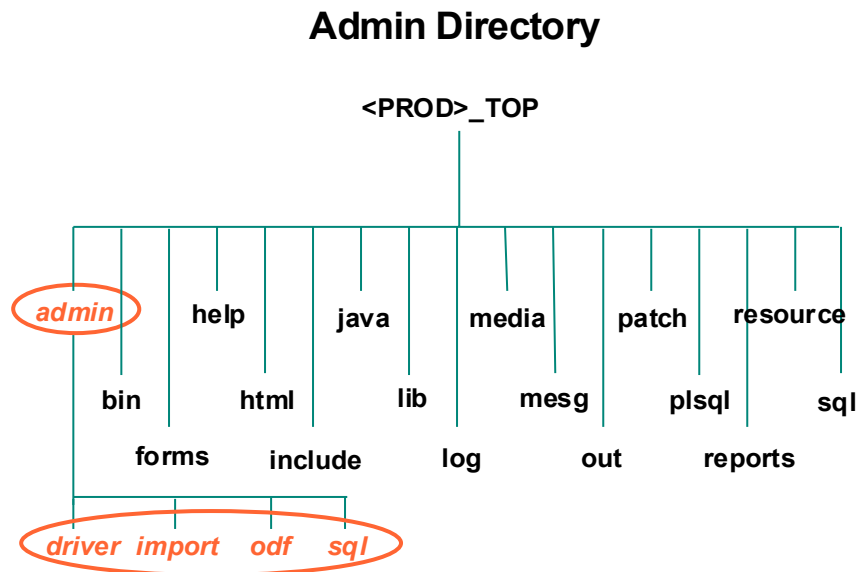 Admin Directory
<PROD>_TOP
admin help java media patch resource
bin html lib mesg plsql sql
forms include log out reports
driver import odf sql